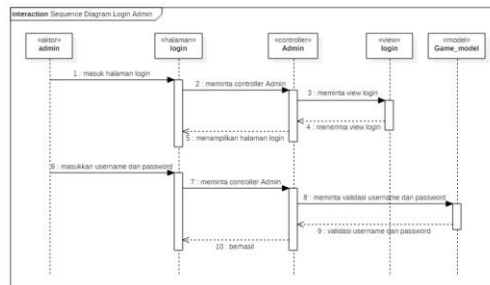 interaction Sequence Diagram Login Admin
«aktor»
admin
«halaman»
login
«controller»
Admin
«view»
login
«model»
Game_model
1 : masuk halaman login
2 : meminta controller Admin
3 : meminta view login
4 : menerima view login
5 : menampilkan halaman login
6 : masukkan username dan password
7 : meminta controller Admin
8 : meminta validasi username dan password
9 : validasi username dan password
10 : berhasil